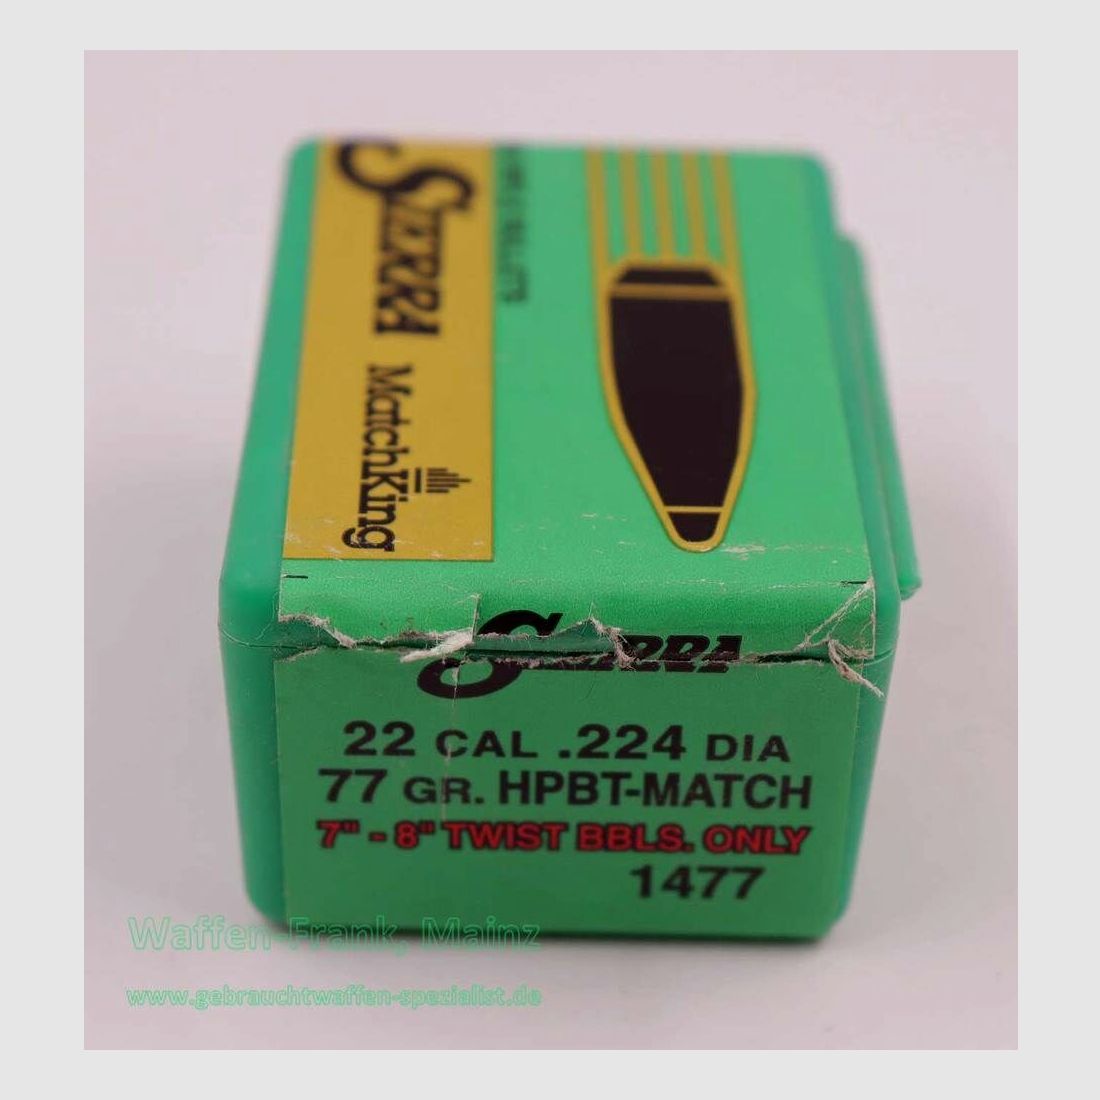 SIERRA MatchKing
SIERRA
22 CAL .224 DIA
77 GR. HPBT-MATCH
7" - 8" TWIST BBLS. ONLY
1477
Waffen-Frank, Mainz
www.gebrauchtwaffen-spezialist.de